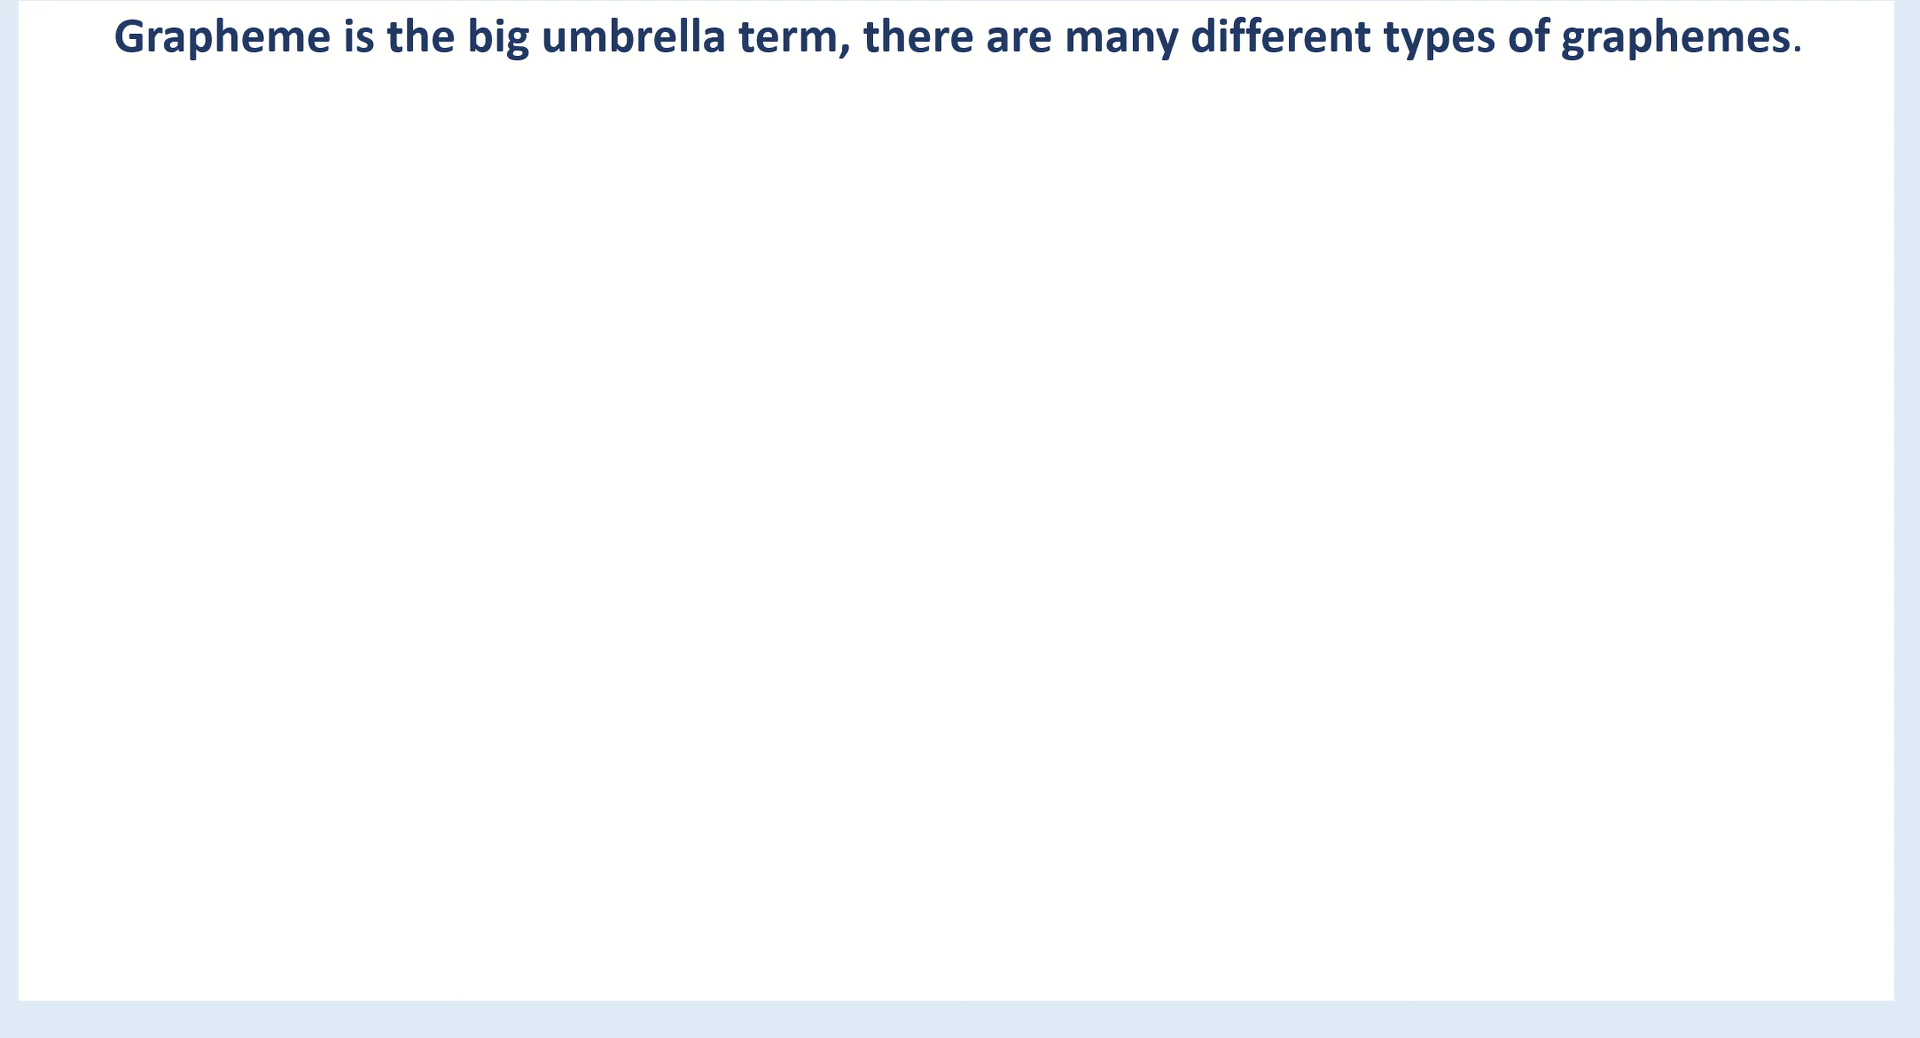 Grapheme is the big umbrella term, there are many different types of graphemes.